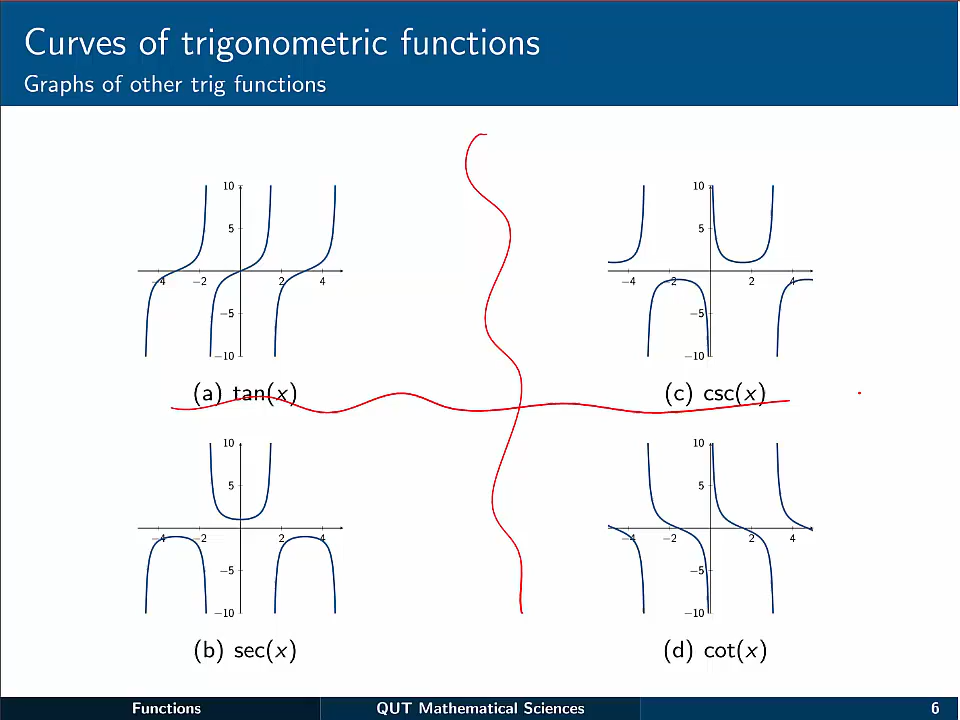 Curves of trigonometric functions
Graphs of other trig functions
10
5
−4 −2 2 4
−5
−10
(a) tan(x)
10
5
−4 −2 2 4
−5
−10
(c) csc(x)
10
5
−4 −2 2 4
−5
−10
(b) sec(x)
10
5
−4 −2 2 4
−5
−10
(d) cot(x)
Functions QUT Mathematical Sciences 6